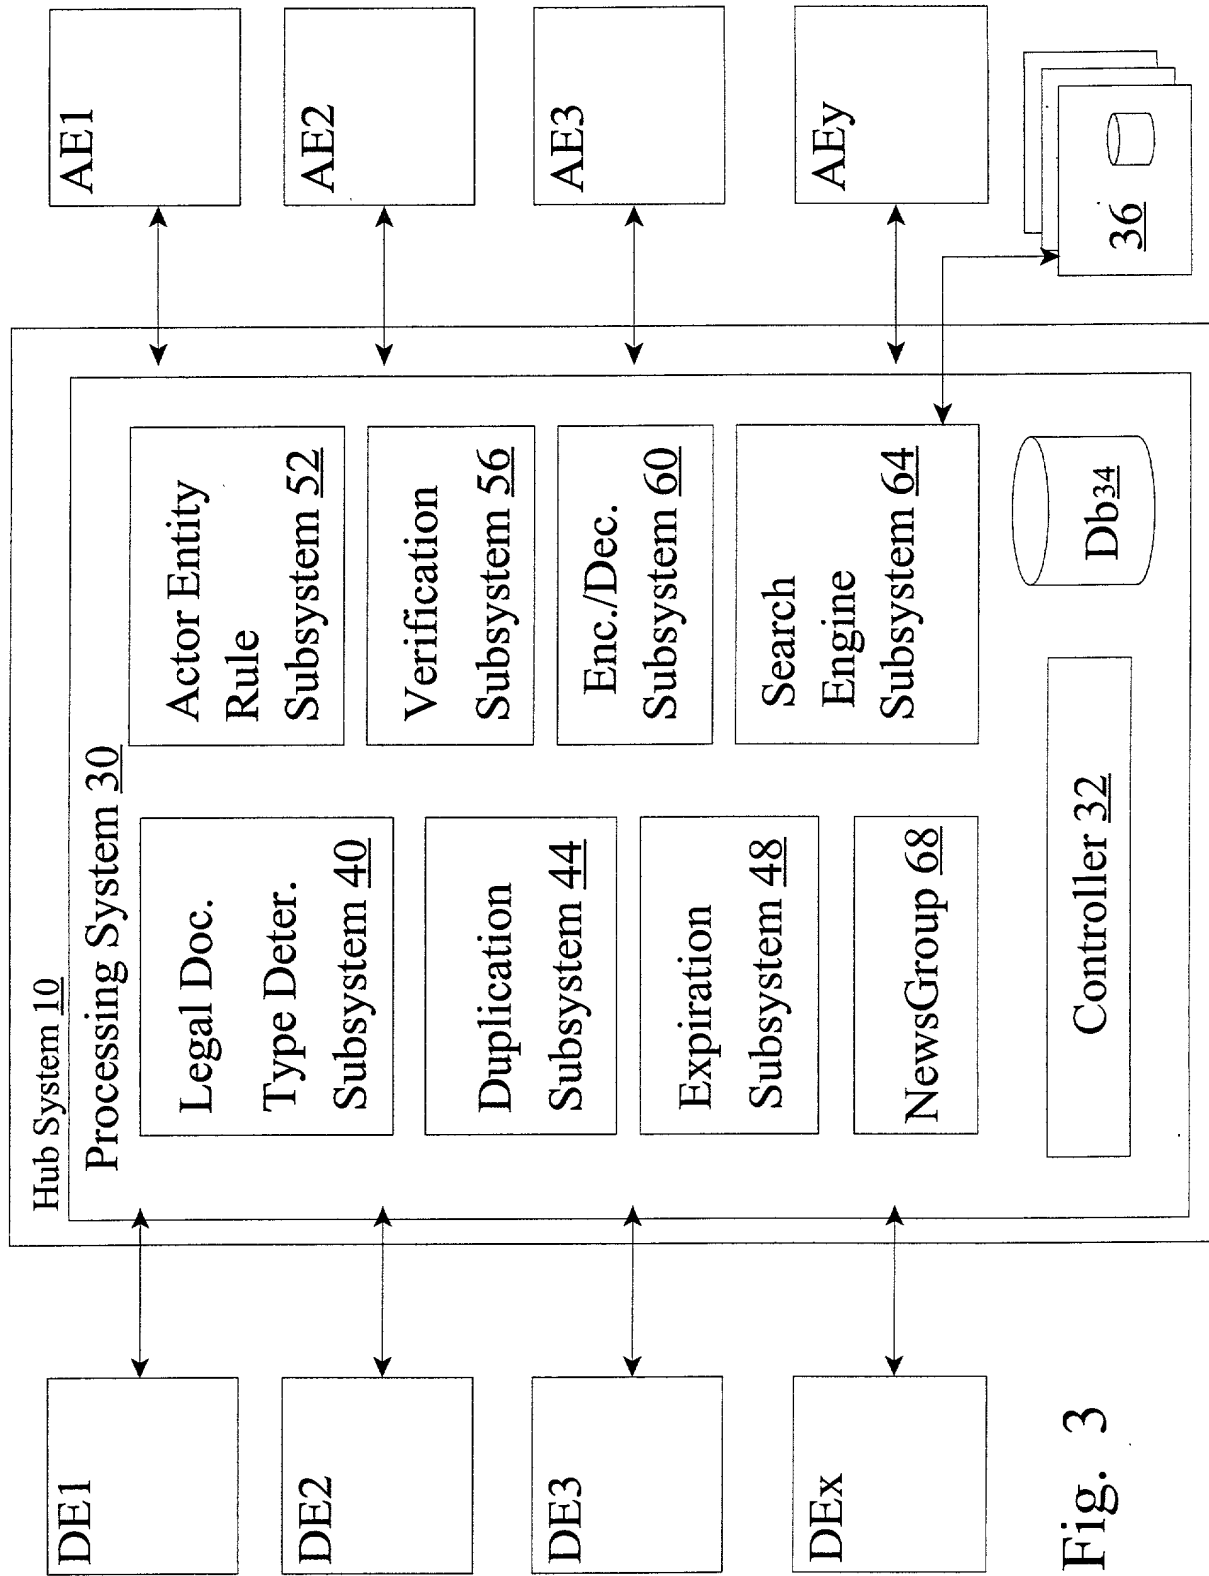 Hub System 10
Processing System 30
DE1
DE2
DE3
DEx
Legal Doc.
Type Deter.
Subsystem 40
Duplication
Subsystem 44
Expiration
Subsystem 48
NewsGroup 68
Actor Entity
Rule
Subsystem 52
Verification
Subsystem 56
Enc./Dec.
Subsystem 60
Search
Engine
Subsystem 64
Controller 32
Db34
AE1
AE2
AE3
AEy
36
Fig. 3